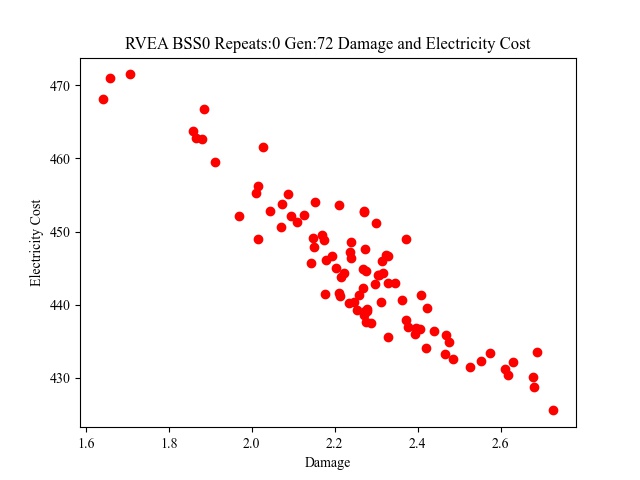 RVEA BSS0 Repeats:0 Gen:72 Damage and Electricity Cost
470
460
450
440
430
Electricity Cost
1.6 1.8 2.0 2.2 2.4 2.6
Damage